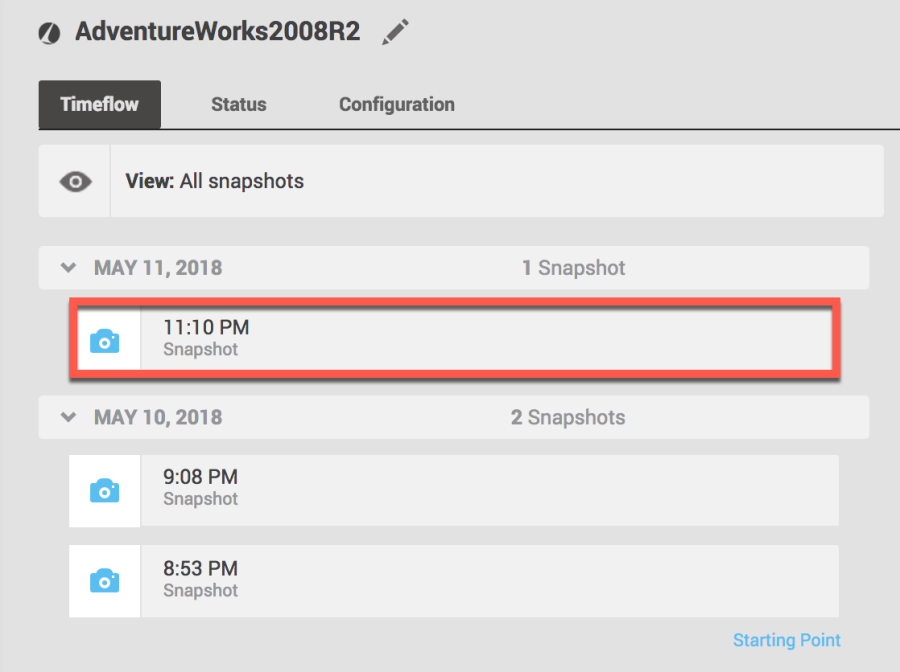 AdventureWorks2008R2
Timeflow Status Configuration
View: All snapshots
MAY 11, 2018 1 Snapshot
11:10 PM
Snapshot
MAY 10, 2018 2 Snapshots
9:08 PM
Snapshot
8:53 PM
Snapshot
Starting Point